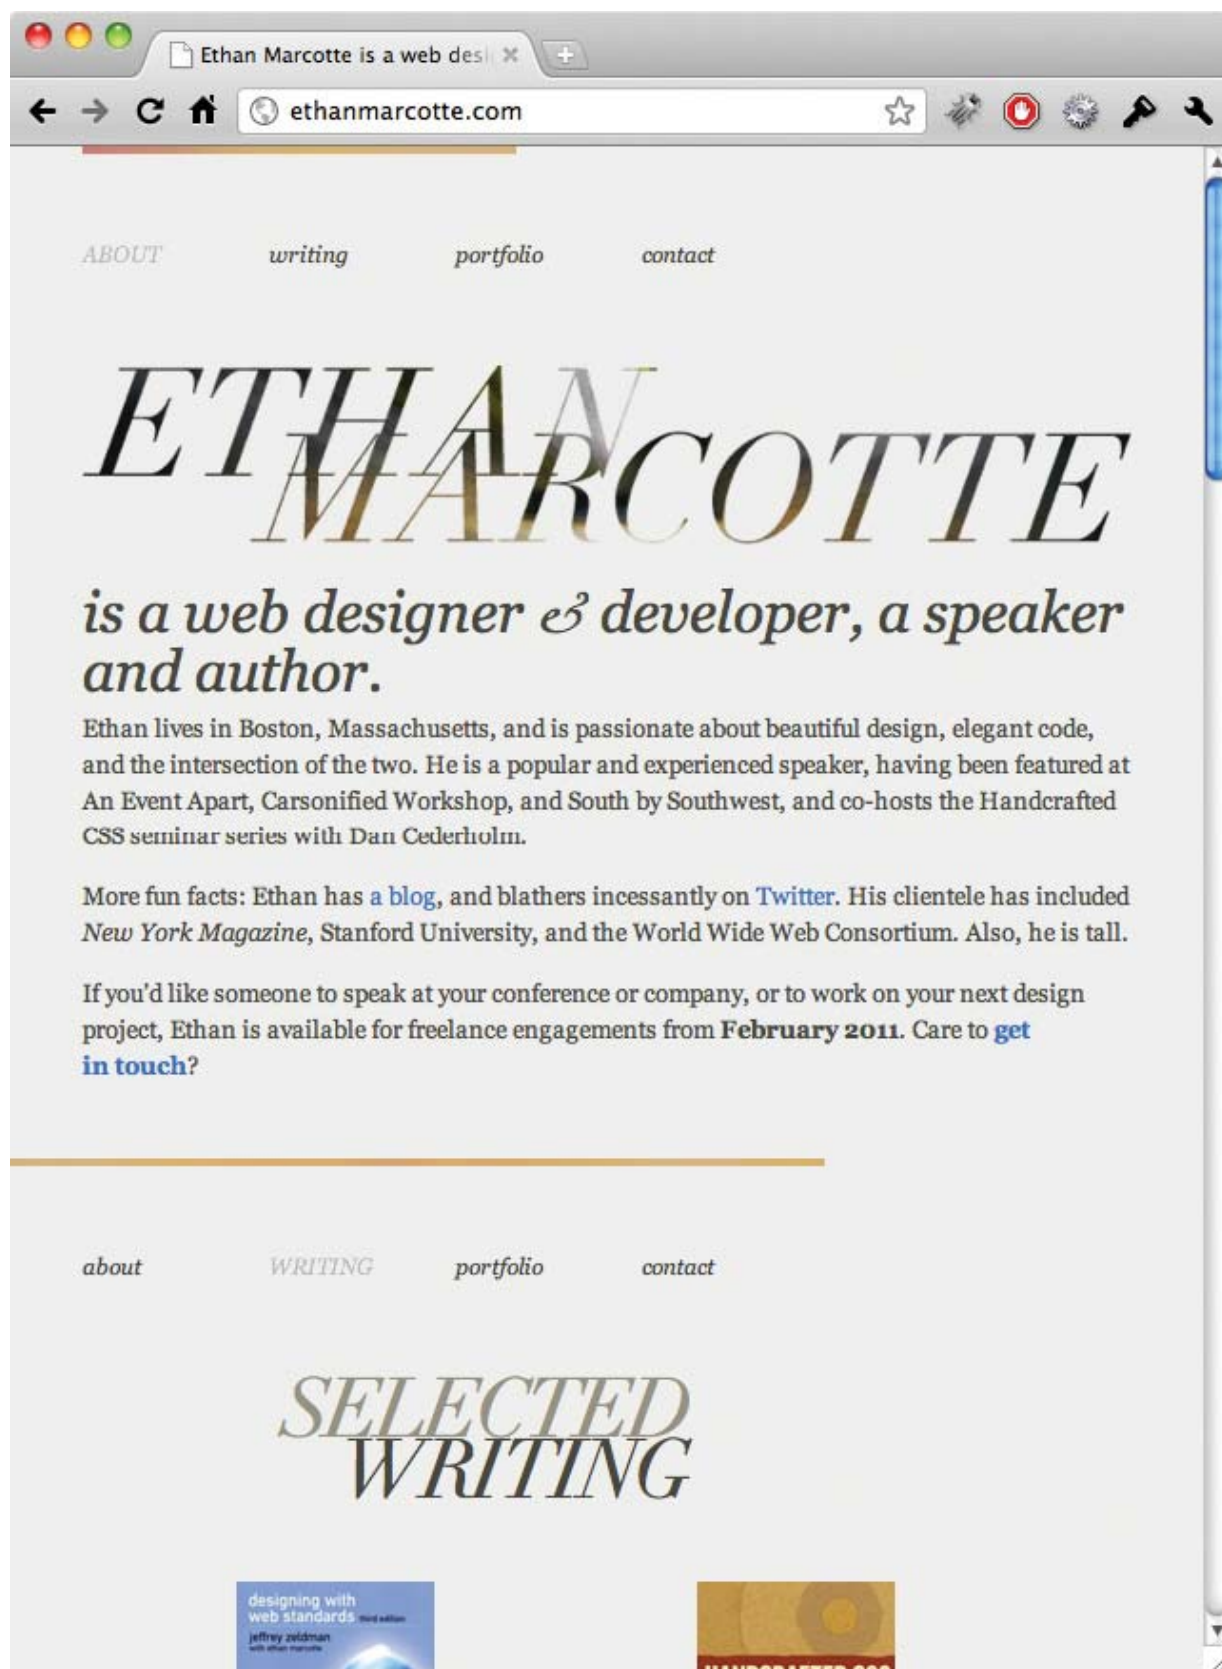 Ethan Marcotte is a web desi
ethanmarcotte.com
ABOUT writing portfolio contact
ETHAN
MARCOTTE
is a web designer & developer, a speaker
and author.
Ethan lives in Boston, Massachusetts, and is passionate about beautiful design, elegant code,
and the intersection of the two. He is a popular and experienced speaker, having been featured at
An Event Apart, Carsonified Workshop, and South by Southwest, and co-hosts the Handcrafted
CSS seminar series with Dan Cederholm.
More fun facts: Ethan has a blog, and blathers incessantly on Twitter. His clientele has included
New York Magazine, Stanford University, and the World Wide Web Consortium. Also, he is tall.
If you’d like someone to speak at your conference or company, or to work on your next design
project, Ethan is available for freelance engagements from February 2011. Care to get
in touch?
about WRITING portfolio contact
SELECTED
WRITING
designing with
web standards third edition
jeffrey zeldman
with ethan marcotte
HANDCRAFTED CSS